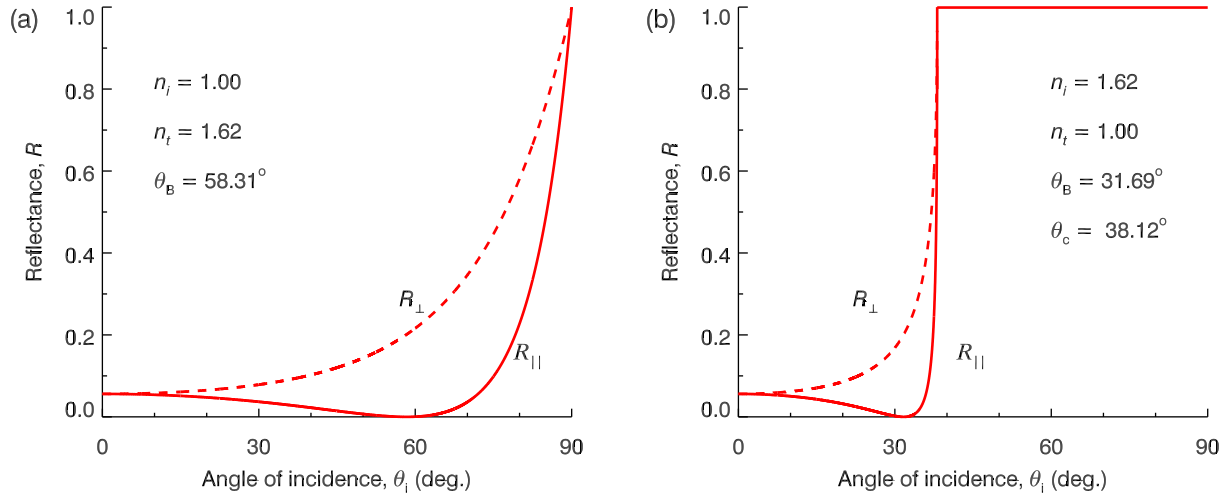 (a)
1.0
0.8
0.6
0.4
0.2
0.0
Reflectance, R
n_i = 1.00
n_t = 1.62
θ_B = 58.31°
R_⊥
R_||
0 30 60 90
Angle of incidence, θ_i (deg.)
(b)
1.0
0.8
0.6
0.4
0.2
0.0
Reflectance, R
n_i = 1.62
n_t = 1.00
θ_B = 31.69°
θ_c = 38.12°
R_⊥
R_||
0 30 60 90
Angle of incidence, θ_i (deg.)